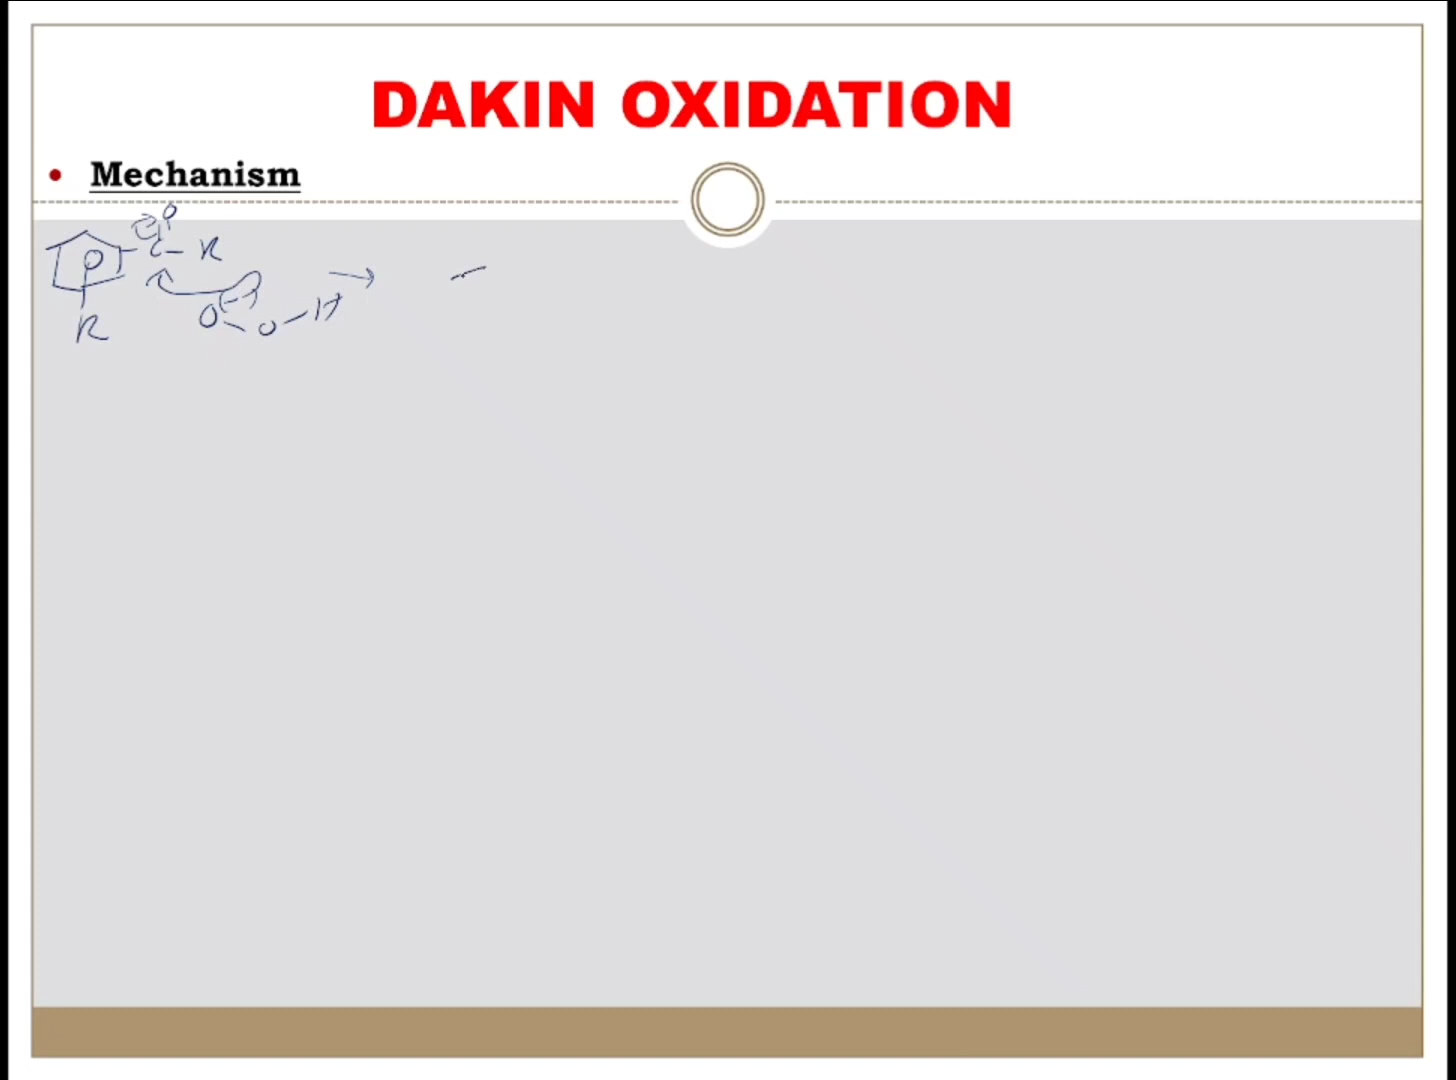 DAKIN OXIDATION
• Mechanism
O
C - R
O - O - H
R